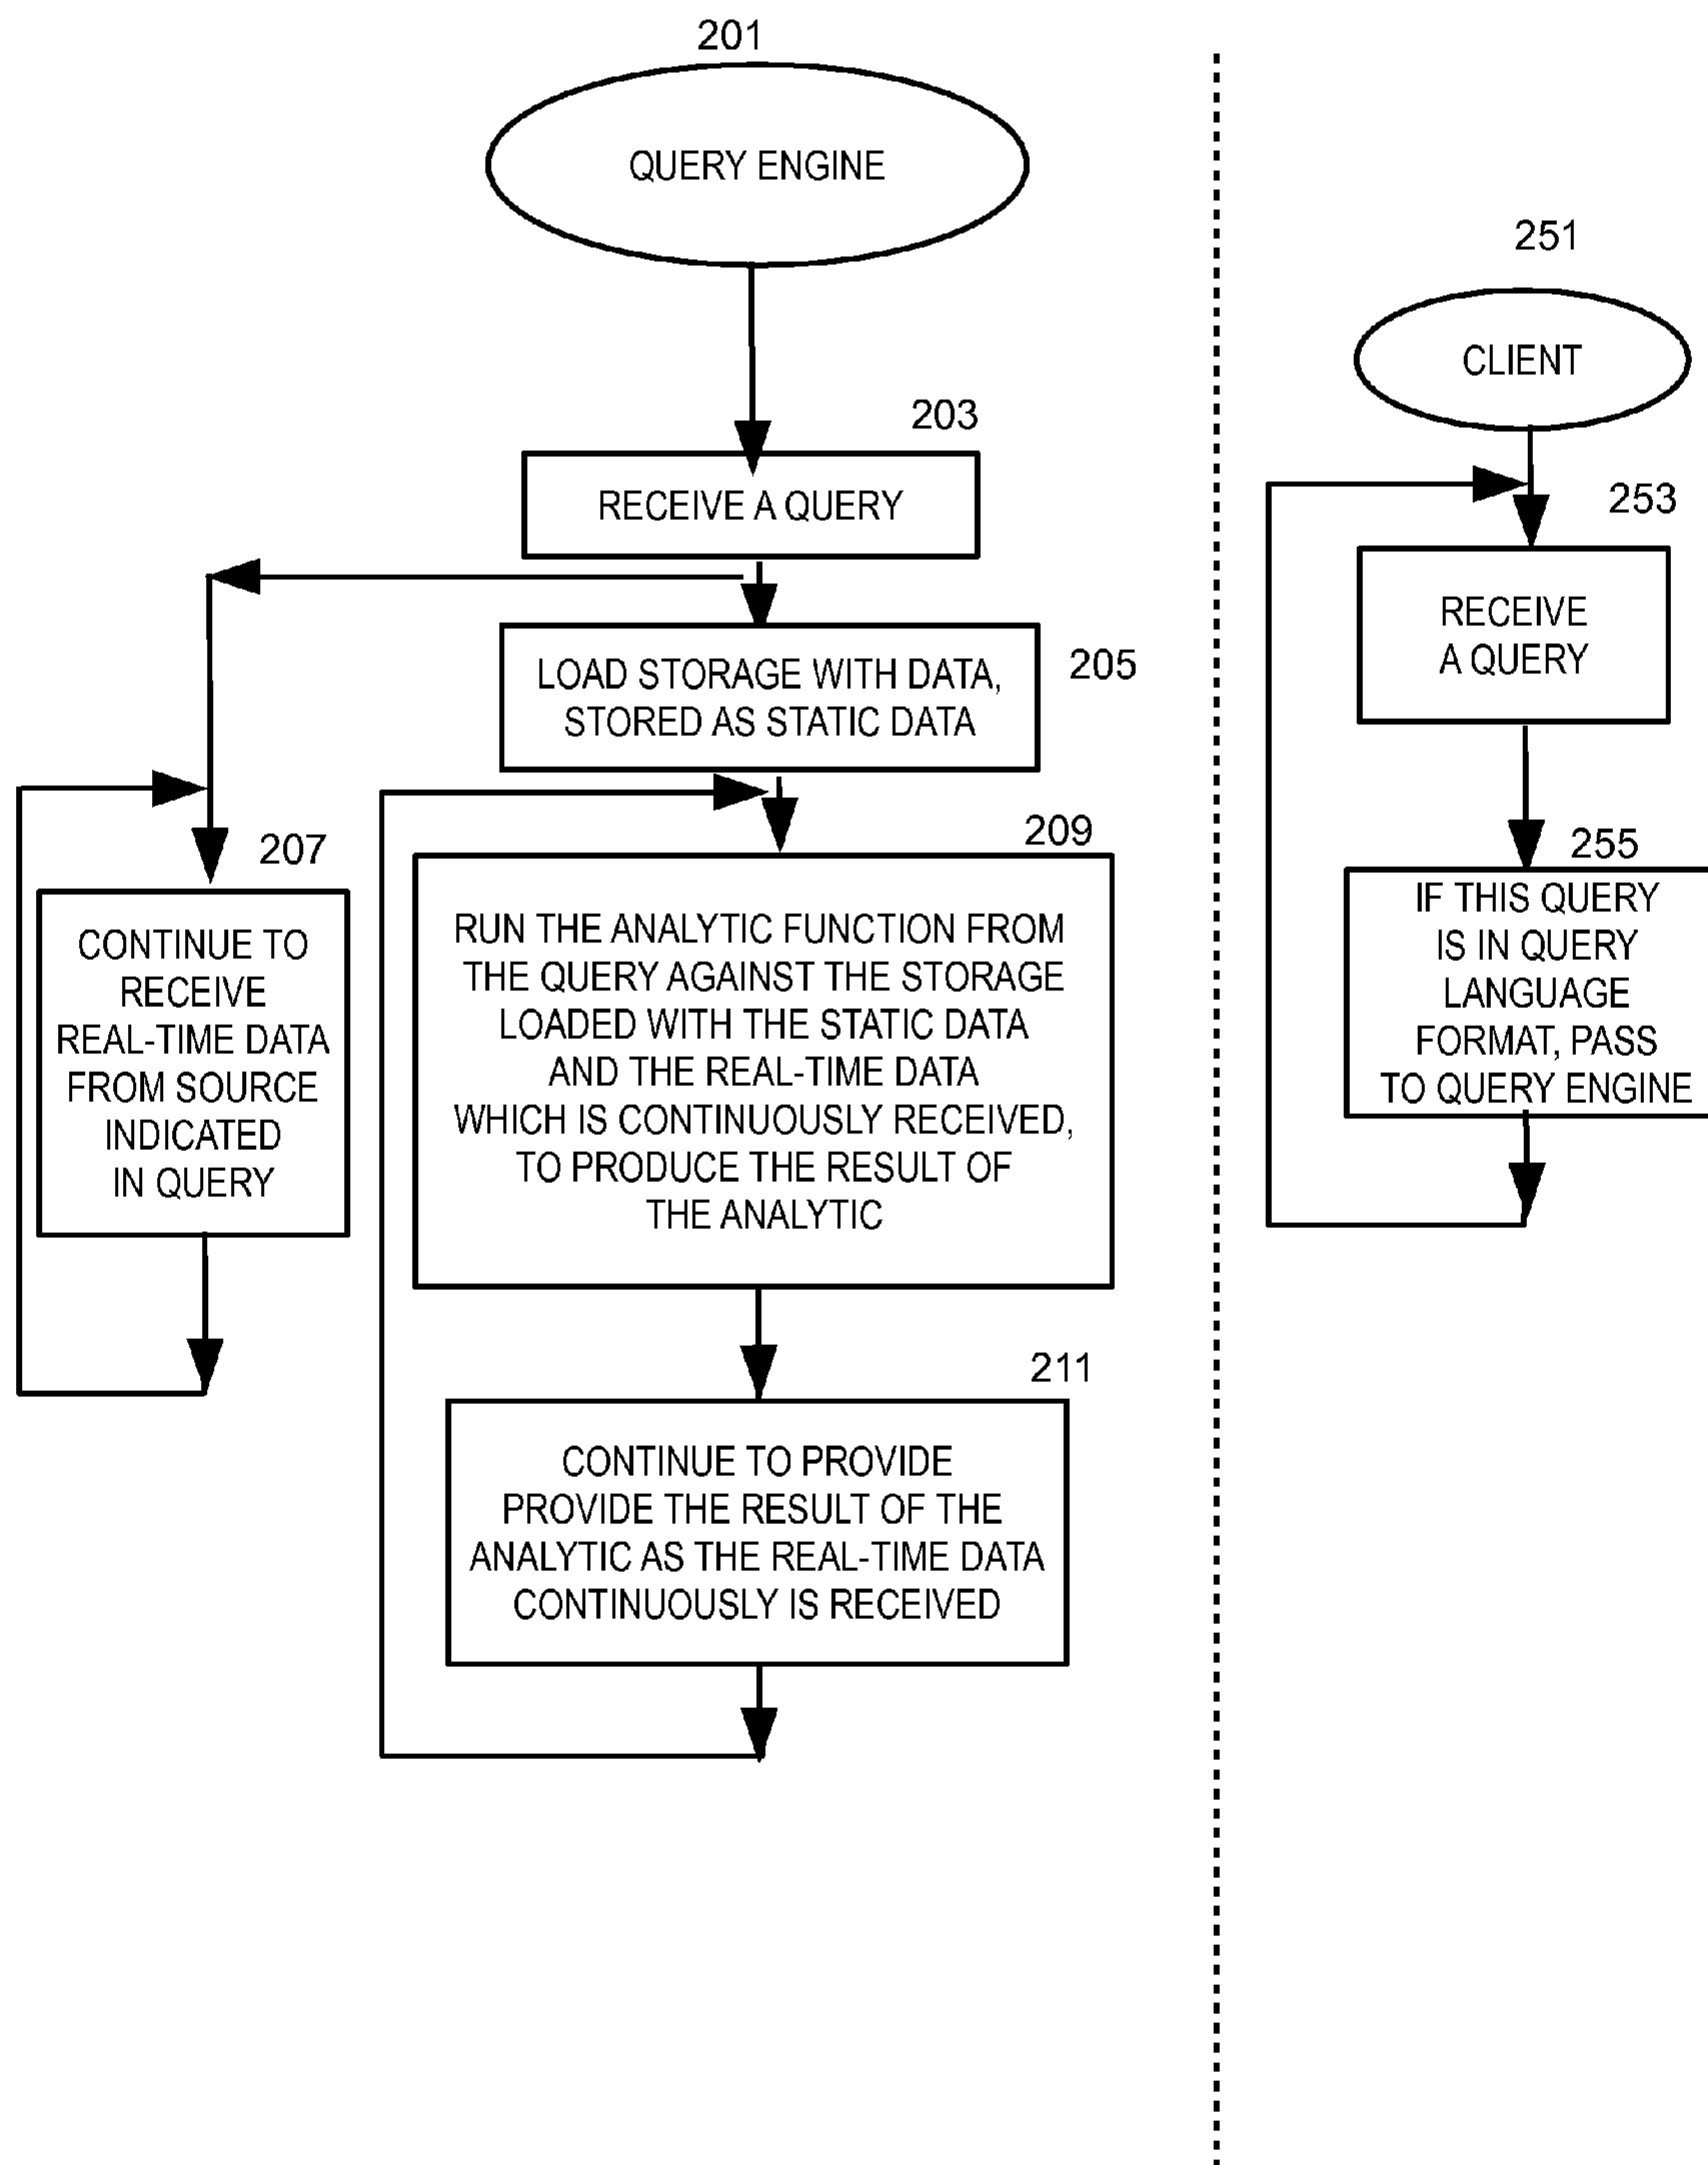 201
QUERY ENGINE
203
RECEIVE A QUERY
LOAD STORAGE WITH DATA,
STORED AS STATIC DATA
205
207
CONTINUE TO
RECEIVE
REAL-TIME DATA
FROM SOURCE
INDICATED
IN QUERY
209
RUN THE ANALYTIC FUNCTION FROM
THE QUERY AGAINST THE STORAGE
LOADED WITH THE STATIC DATA
AND THE REAL-TIME DATA
WHICH IS CONTINUOUSLY RECEIVED,
TO PRODUCE THE RESULT OF
THE ANALYTIC
211
CONTINUE TO PROVIDE
PROVIDE THE RESULT OF THE
ANALYTIC AS THE REAL-TIME DATA
CONTINUOUSLY IS RECEIVED
251
CLIENT
253
RECEIVE
A QUERY
255
IF THIS QUERY
IS IN QUERY
LANGUAGE
FORMAT, PASS
TO QUERY ENGINE